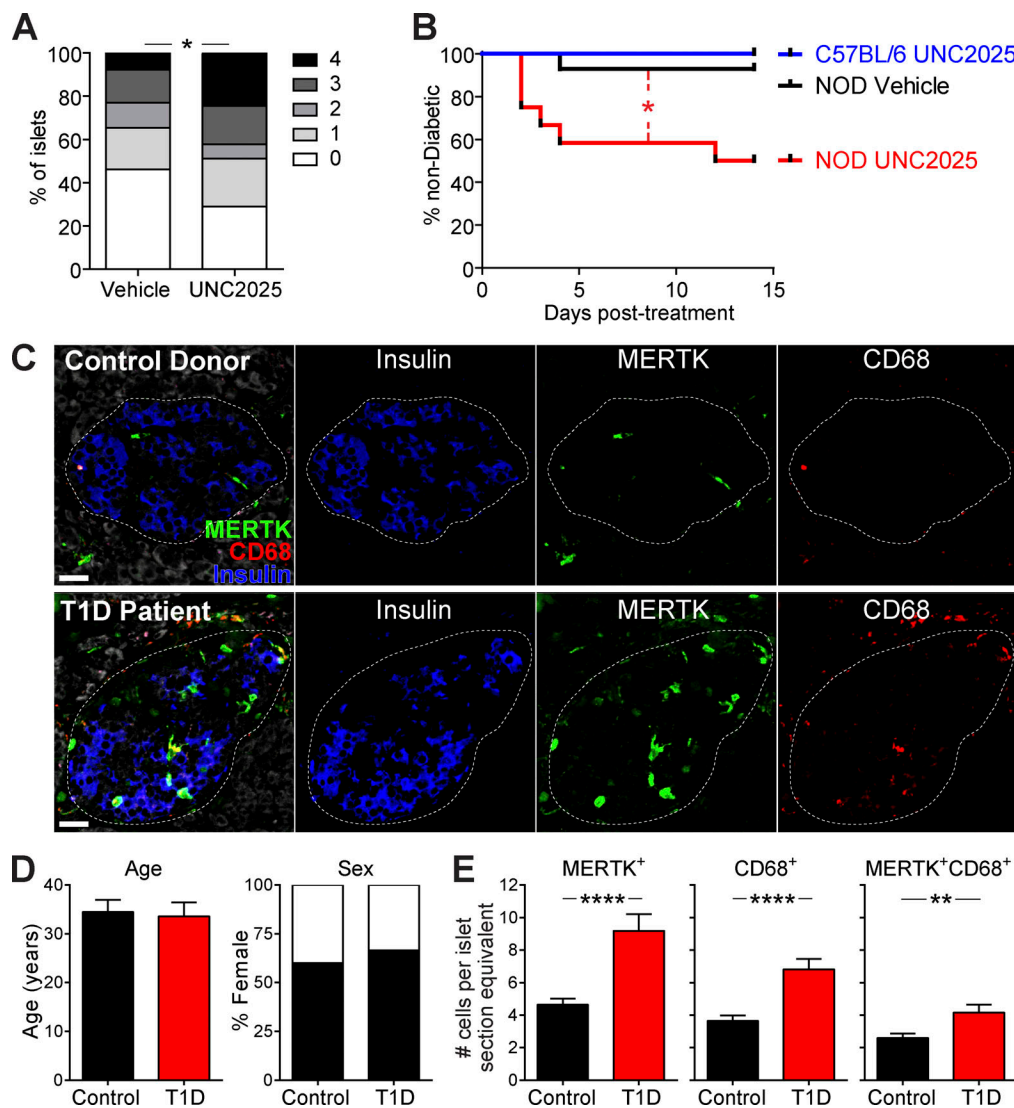 A
*
% of islets
100
80
60
40
20
0
Vehicle
UNC2025
4
3
2
1
0
B
% non-Diabetic
100
80
60
40
20
0
0
5
10
15
Days post-treatment
*
C57BL/6 UNC2025
NOD Vehicle
NOD UNC2025
C
Control Donor
Insulin
MERTK
CD68
MERTK
CD68
Insulin
T1D Patient
Insulin
MERTK
CD68
D
Age
Age (years)
40
30
20
10
0
Control
T1D
Sex
% Female
100
75
50
25
0
Control
T1D
E
MERTK⁺
CD68⁺
MERTK⁺CD68⁺
# cells per islet
section equivalent
12
10
8
6
4
2
0
****
****
**
Control
T1D
Control
T1D
Control
T1D